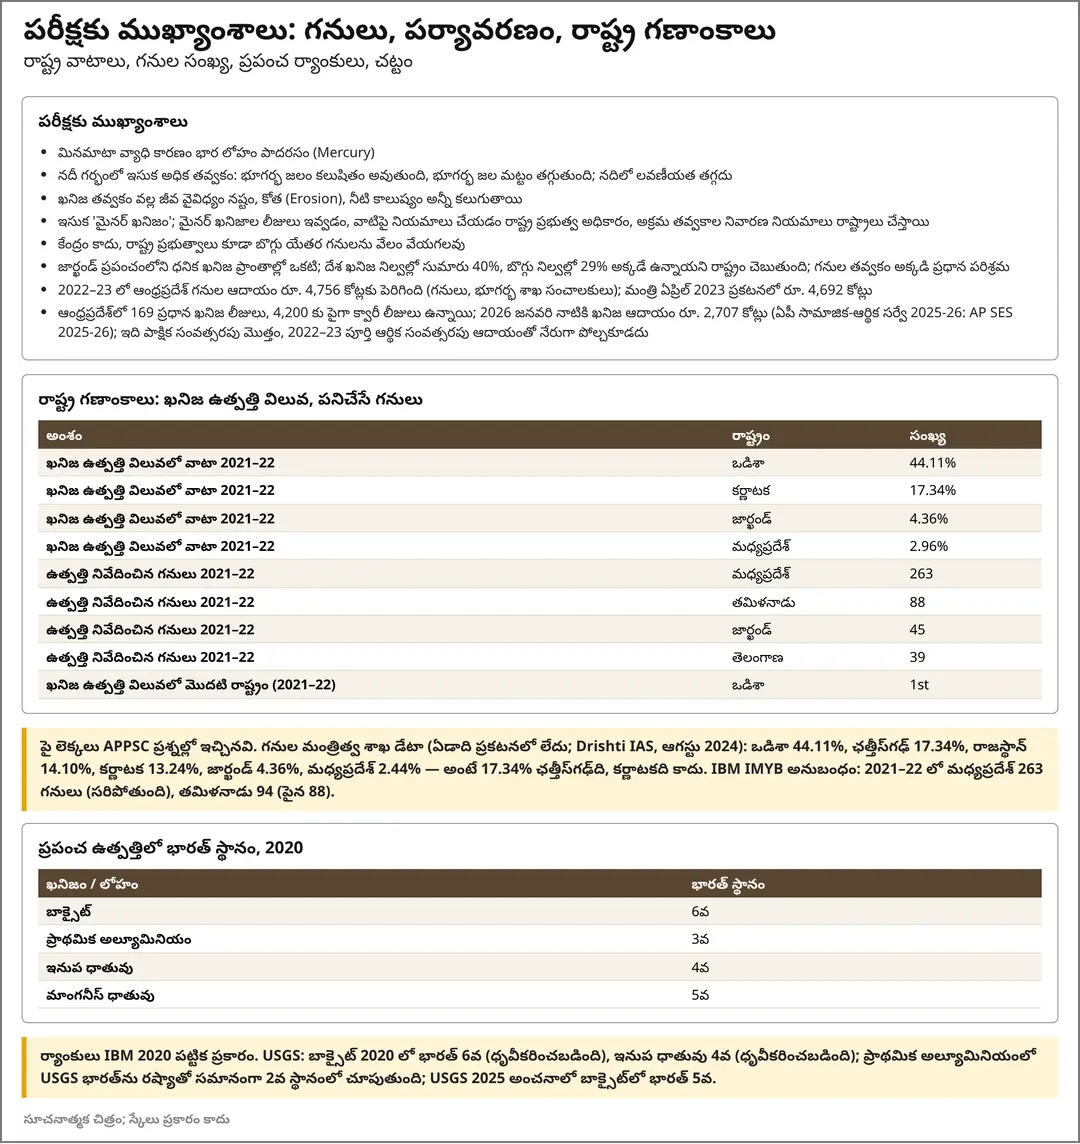 పరీక్షకు ముఖ్యాంశాలు: గనులు, పర్యావరణం, రాష్ట్ర గణాంకాలు
రాష్ట్ర వాటాలు, గనుల సంఖ్య, ప్రపంచ ర్యాంకులు, చట్టం
పరీక్షకు ముఖ్యాంశాలు
• మినమాటా వ్యాధి కారణం భార లోహం పాదరసం (Mercury)
• నదీ గర్భంలో ఇసుక అధిక తవ్వకం: భూగర్భ జలం కలుషితం అవుతుంది, భూగర్భ జల మట్టం తగ్గుతుంది; నదిలో లవణీయత తగ్గదు
• ఖనిజ తవ్వకం వల్ల జీవ వైవిధ్యం నష్టం, కోత (Erosion), నీటి కాలుష్యం అన్నీ కలుగుతాయి
• ఇసుక 'మైనర్ ఖనిజం'; మైనర్ ఖనిజాల లీజులు ఇవ్వడం, వాటిపై నియమాలు చేయడం రాష్ట్ర ప్రభుత్వ అధికారం, అక్రమ తవ్వకాల నివారణ నియమాలు రాష్ట్రాలు చేస్తాయి
• కేంద్రం కాదు, రాష్ట్ర ప్రభుత్వాలు కూడా బొగ్గు యేతర గనులను వేలం వేయగలవు
• జార్ఖండ్ ప్రపంచంలోని ధనిక ఖనిజ ప్రాంతాల్లో ఒకటి; దేశ ఖనిజ నిల్వల్లో సుమారు 40%, బొగ్గు నిల్వల్లో 29% అక్కడే ఉన్నాయని రాష్ట్రం చెబుతుంది; గనుల తవ్వకం అక్కడి ప్రధాన పరిశ్రమ
• 2022–23 లో ఆంధ్రప్రదేశ్ గనుల ఆదాయం రూ. 4,756 కోట్లకు పెరిగింది (గనులు, భూగర్భ శాఖ సంచాలకులు); మంత్రి ఏప్రిల్ 2023 ప్రకటనలో రూ. 4,692 కోట్లు
• ఆంధ్రప్రదేశ్‌లో 169 ప్రధాన ఖనిజ లీజులు, 4,200 కు పైగా క్వారీ లీజులు ఉన్నాయి; 2026 జనవరి నాటికి ఖనిజ ఆదాయం రూ. 2,707 కోట్లు (ఏపీ సామాజిక-ఆర్థిక సర్వే 2025-26: AP SES
2025-26); ఇది పాక్షిక సంవత్సరపు మొత్తం, 2022–23 పూర్తి ఆర్థిక సంవత్సరపు ఆదాయంతో నేరుగా పోల్చకూడదు
రాష్ట్ర గణాంకాలు: ఖనిజ ఉత్పత్తి విలువ, పనిచేసే గనులు
అంశం రాష్ట్రం సంఖ్య
ఖనిజ ఉత్పత్తి విలువలో వాటా 2021–22 ఒడిశా 44.11%
ఖనిజ ఉత్పత్తి విలువలో వాటా 2021–22 కర్ణాటక 17.34%
ఖనిజ ఉత్పత్తి విలువలో వాటా 2021–22 జార్ఖండ్ 4.36%
ఖనిజ ఉత్పత్తి విలువలో వాటా 2021–22 మధ్యప్రదేశ్ 2.96%
ఉత్పత్తి నివేదించిన గనులు 2021–22 మధ్యప్రదేశ్ 263
ఉత్పత్తి నివేదించిన గనులు 2021–22 తమిళనాడు 88
ఉత్పత్తి నివేదించిన గనులు 2021–22 జార్ఖండ్ 45
ఉత్పత్తి నివేదించిన గనులు 2021–22 తెలంగాణ 39
ఖనిజ ఉత్పత్తి విలువలో మొదటి రాష్ట్రం (2021–22) ఒడిశా 1st
పై లెక్కలు APPSC ప్రశ్నల్లో ఇచ్చినవి. గనుల మంత్రిత్వ శాఖ డేటా (ఏడాది ప్రకటనలో లేదు; Drishti IAS, ఆగస్టు 2024): ఒడిశా 44.11%, ఛత్తీస్‌గఢ్ 17.34%, రాజస్థాన్
14.10%, కర్ణాటక 13.24%, జార్ఖండ్ 4.36%, మధ్యప్రదేశ్ 2.44% — అంటే 17.34% ఛత్తీస్‌గఢ్‌ది, కర్ణాటకది కాదు. IBM IMYB అనుబంధం: 2021–22 లో మధ్యప్రదేశ్ 263
గనులు (సరిపోతుంది), తమిళనాడు 94 (పైన 88).
ప్రపంచ ఉత్పత్తిలో భారత్ స్థానం, 2020
ఖనిజం / లోహం భారత్ స్థానం
బాక్సైట్ 6వ
ప్రాథమిక అల్యూమినియం 3వ
ఇనుప ధాతువు 4వ
మాంగనీస్ ధాతువు 5వ
ర్యాంకులు IBM 2020 పట్టిక ప్రకారం. USGS: బాక్సైట్ 2020 లో భారత్ 6వ (ధృవీకరించబడింది), ఇనుప ధాతువు 4వ (ధృవీకరించబడింది); ప్రాథమిక అల్యూమినియంలో
USGS భారత్‌ను రష్యాతో సమానంగా 2వ స్థానంలో చూపుతుంది; USGS 2025 అంచనాలో బాక్సైట్‌లో భారత్ 5వ.
సూచనాత్మక చిత్రం; స్కేలు ప్రకారం కాదు